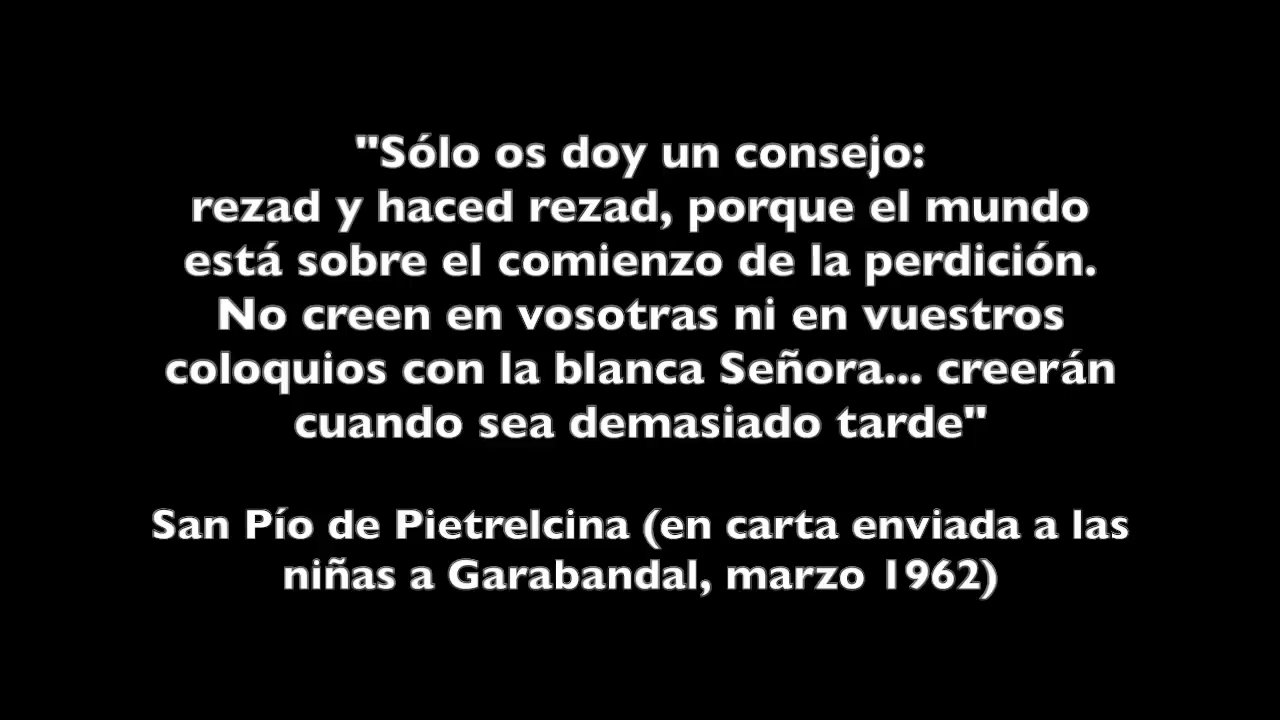 "Sólo os doy un consejo:
rezad y haced rezad, porque el mundo
está sobre el comienzo de la perdición.
No creen en vosotras ni en vuestros
coloquios con la blanca Señora... creerán
cuando sea demasiado tarde"
San Pío de Pietrelcina (en carta enviada a las
niñas a Garabandal, marzo 1962)